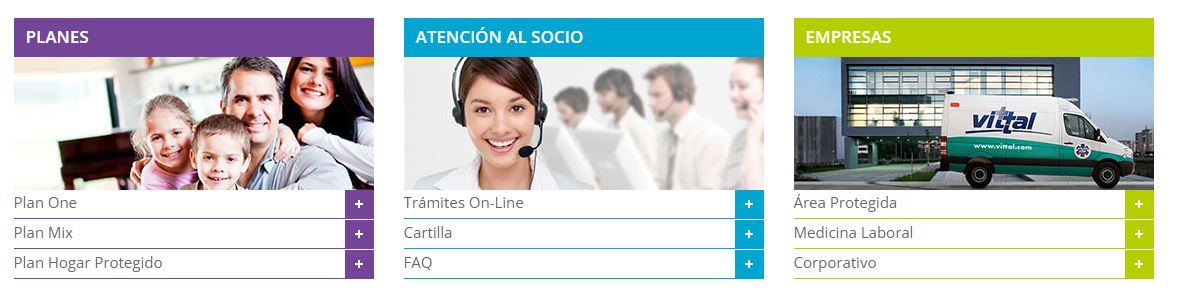 PLANES
Plan One
Plan Mix
Plan Hogar Protegido
ATENCIÓN AL SOCIO
Trámites On-Line
Cartilla
FAQ
EMPRESAS
vittal
www.vittal.com
Área Protegida
Medicina Laboral
Corporativo